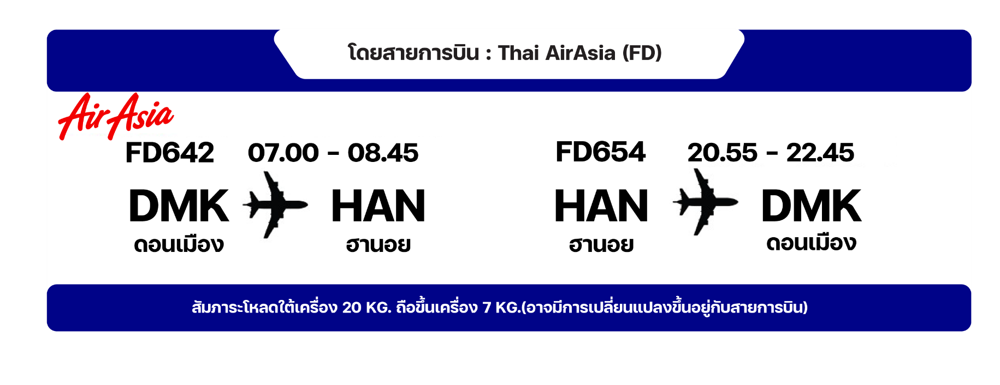 โดยสายการบิน : Thai AirAsia (FD)
AirAsia
FD642 07.00 - 08.45
DMK HAN
ดอนเมือง ฮานอย
FD654 20.55 - 22.45
HAN DMK
ฮานอย ดอนเมือง
สัมภาระโหลดใต้เครื่อง 20 KG. ถือขึ้นเครื่อง 7 KG.(อาจมีการเปลี่ยนแปลงขึ้นอยู่กับสายการบิน)